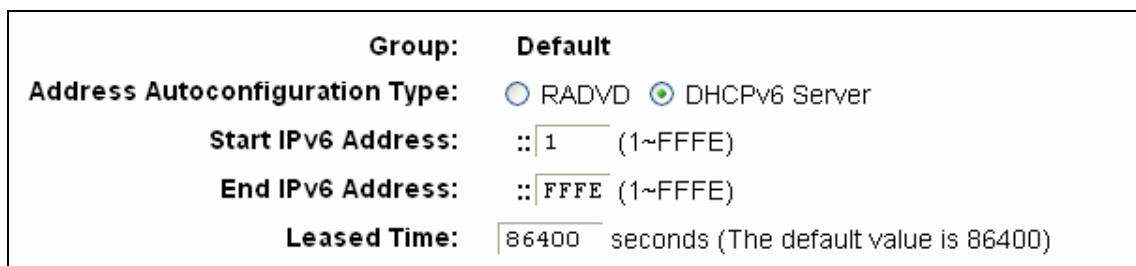 Group: Default
Address Autoconfiguration Type: RADVD DHCPv6 Server
Start IPv6 Address: :: 1 (1~FFFE)
End IPv6 Address: :: FFFE (1~FFFE)
Leased Time: 86400 seconds (The default value is 86400)